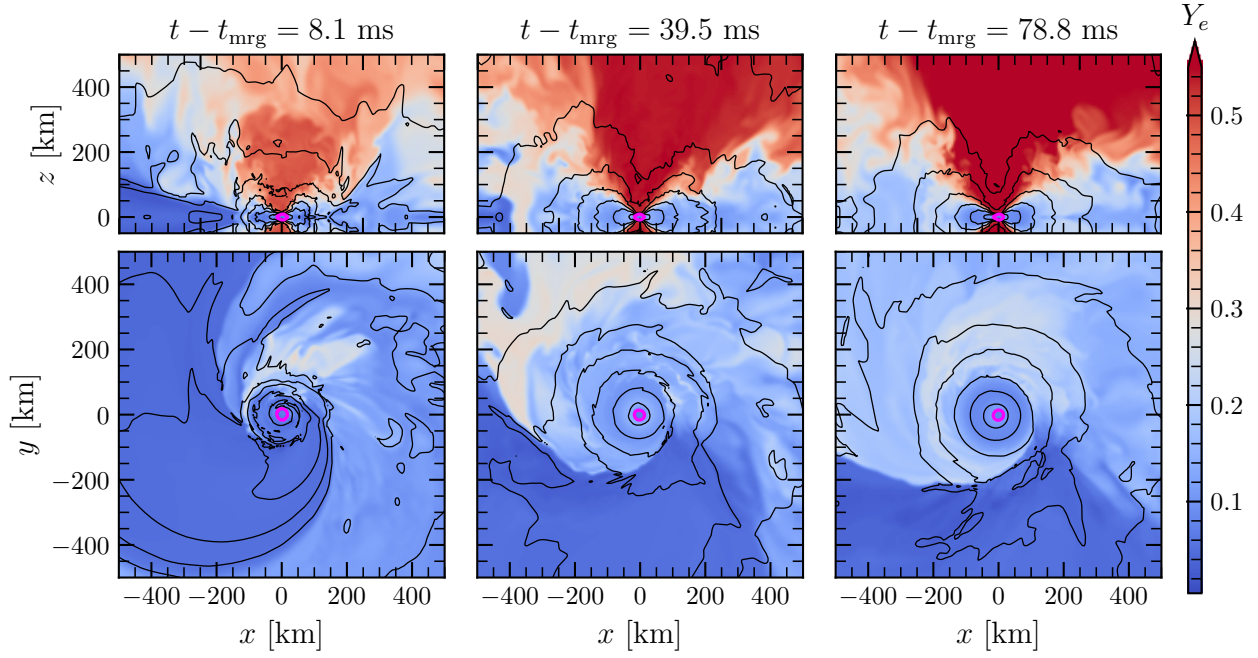 t − t_mrg = 8.1 ms
t − t_mrg = 39.5 ms
t − t_mrg = 78.8 ms
Y_e
z [km]
400
200
0
0.5
0.4
0.3
0.2
0.1
y [km]
400
200
0
−200
−400
−400 −200 0 200 400
−400 −200 0 200 400
−400 −200 0 200 400
x [km]
x [km]
x [km]